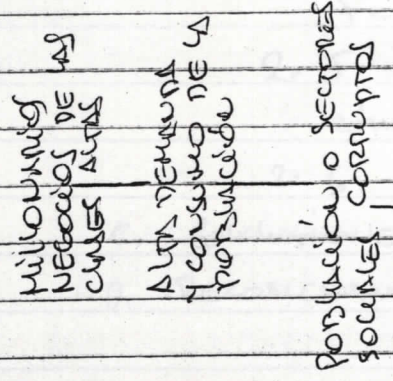 MILLONARIOS
NEGOCIOS DE LAS
CLASES ALTAS
ALTA DEMANDA
Y CONSUMO DE LA
POBLACIÓN
POBLACIÓN O SECTORES
SOCIALES CORRUPTOS